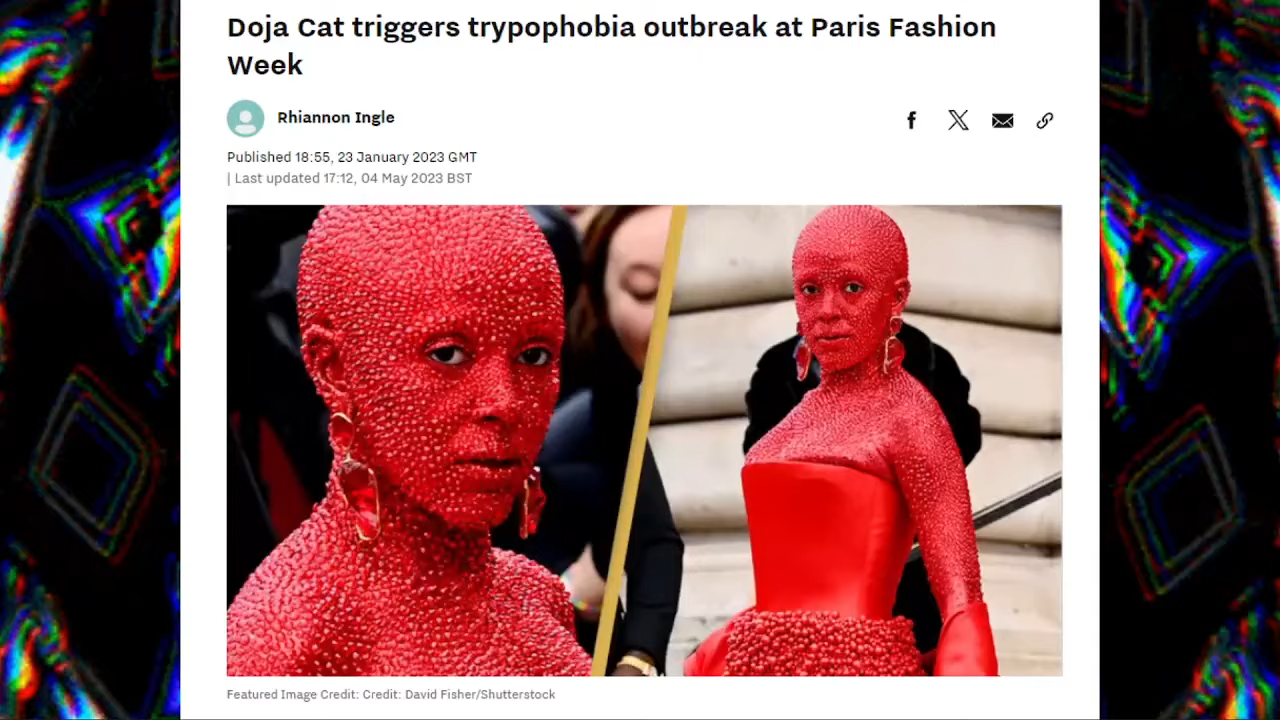 Doja Cat triggers trypophobia outbreak at Paris Fashion
Week
Rhiannon Ingle
Published 18:55, 23 January 2023 GMT
| Last updated 17:12, 04 May 2023 BST
Featured Image Credit: Credit: David Fisher/Shutterstock